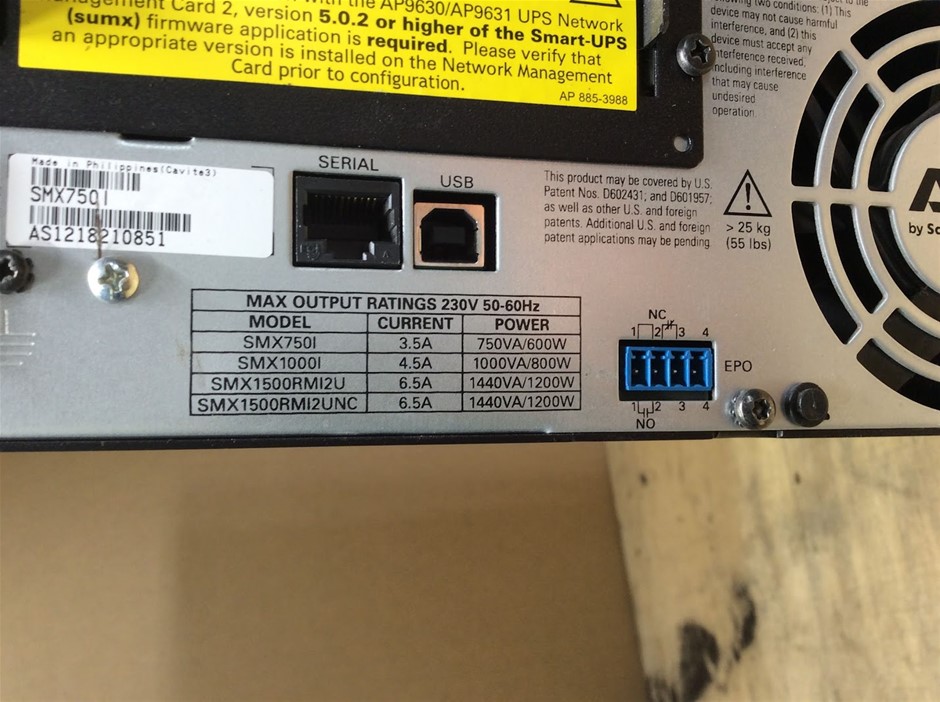 with the AP9630/AP9631 UPS Network
Management Card 2, version 5.0.2 or higher of the Smart-UPS
(sumx) firmware application is required. Please verify that
an appropriate version is installed on the Network Management
Card prior to configuration.
AP 885-3988
following two conditions: (1) This
device may not cause harmful
interference, and (2) this
device must accept any
interference received,
including interference
that may cause
undesired
operation
Made in Philippines(Cavite3)
SMX750I
AS1218210851
SERIAL
USB
This product may be covered by U.S.
Patent Nos. D602431; and D601957;
as well as other U.S. and foreign
patents. Additional U.S. and foreign
patent applications may be pending.
> 25 kg
(55 lbs)
by Sc
MAX OUTPUT RATINGS 230V 50-60Hz
MODEL CURRENT POWER
SMX750I 3.5A 750VA/600W
SMX1000I 4.5A 1000VA/800W
SMX1500RMI2U 6.5A 1440VA/1200W
SMX1500RMI2UNC 6.5A 1440VA/1200W
NC
1 2 3 4
EPO
1 2 3 4
NO